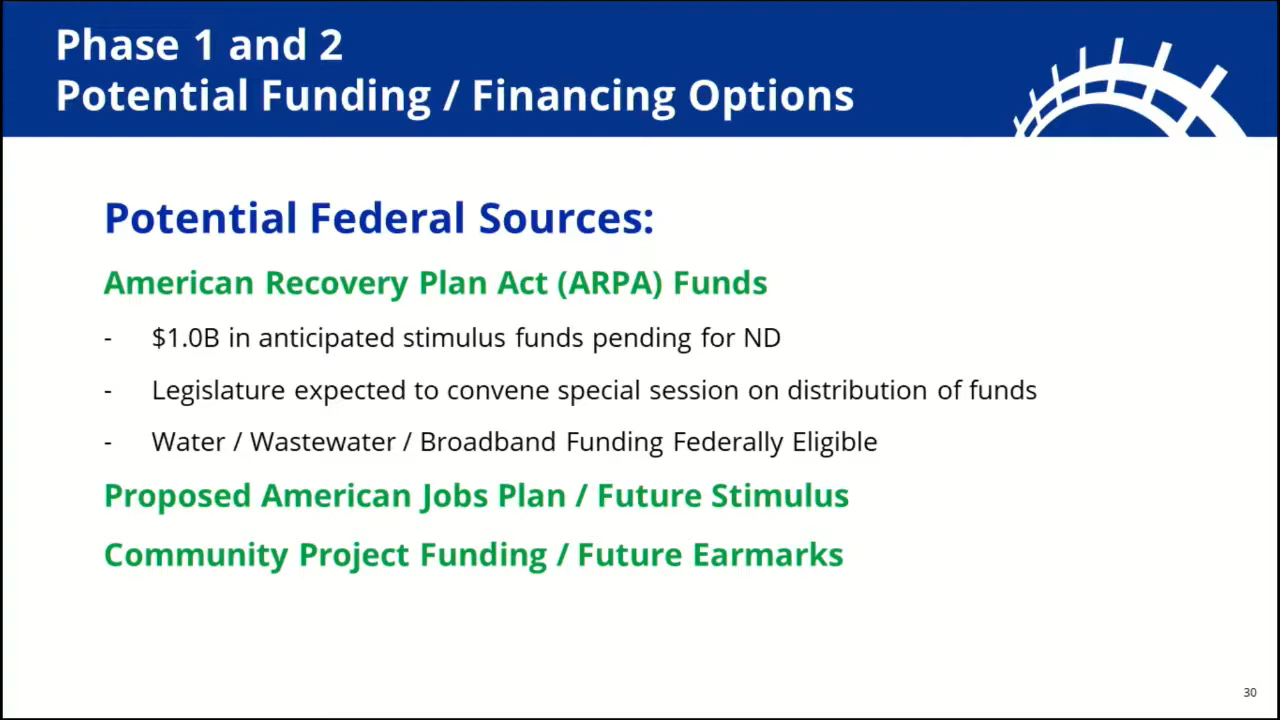 Phase 1 and 2
Potential Funding / Financing Options
Potential Federal Sources:
American Recovery Plan Act (ARPA) Funds
- $1.0B in anticipated stimulus funds pending for ND
- Legislature expected to convene special session on distribution of funds
- Water / Wastewater / Broadband Funding Federally Eligible
Proposed American Jobs Plan / Future Stimulus
Community Project Funding / Future Earmarks
30